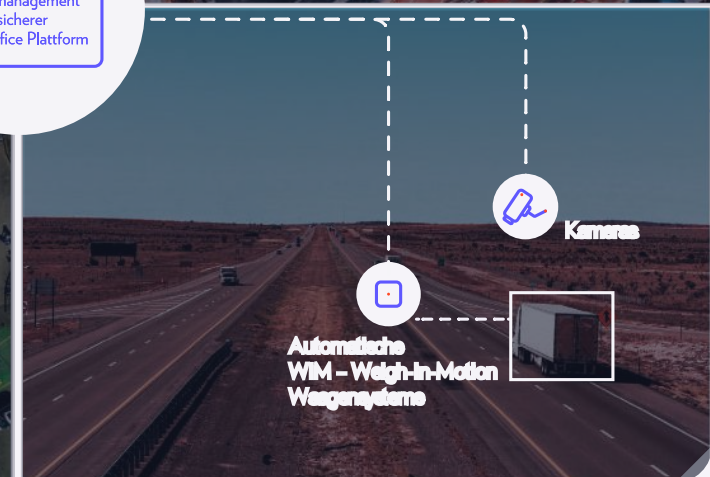 management
sicherer
fice Plattform
Kameras
Automatische
WIM – Weigh-In-Motion
Waagensysteme